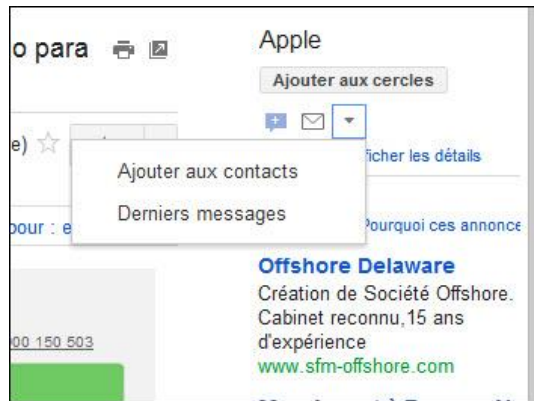 o para
Apple
Ajouter aux cercles
e)
Ajouter aux contacts
Derniers messages
ficher les détails
pour : e
Pourquoi ces annonce
Offshore Delaware
Création de Société Offshore.
Cabinet reconnu,15 ans
d'expérience
www.sfm-offshore.com
00 150 503